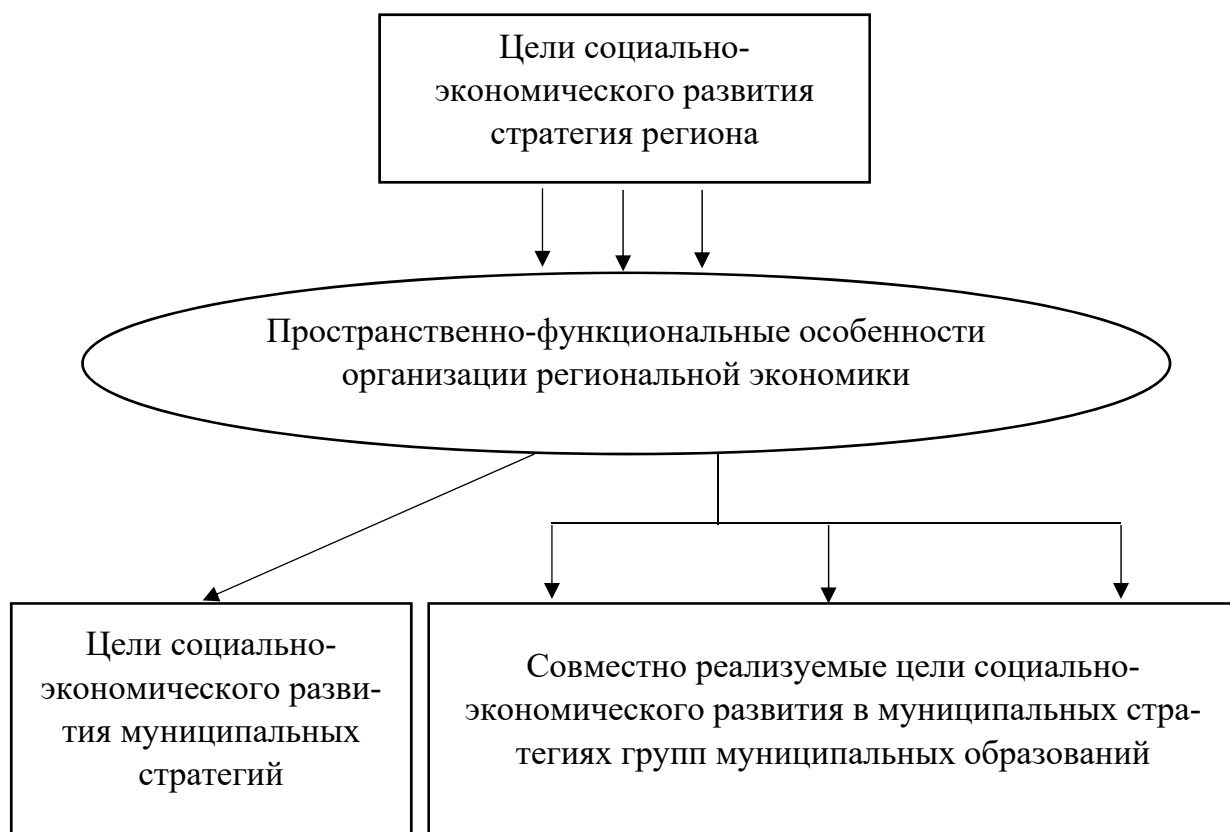 Цели социально-
экономического развития
стратегия региона
Пространственно-функциональные особенности
организации региональной экономики
Цели социально-
экономического разви-
тия муниципальных
стратегий
Совместно реализуемые цели социально-
экономического развития в муниципальных стра-
тегиях групп муниципальных образований